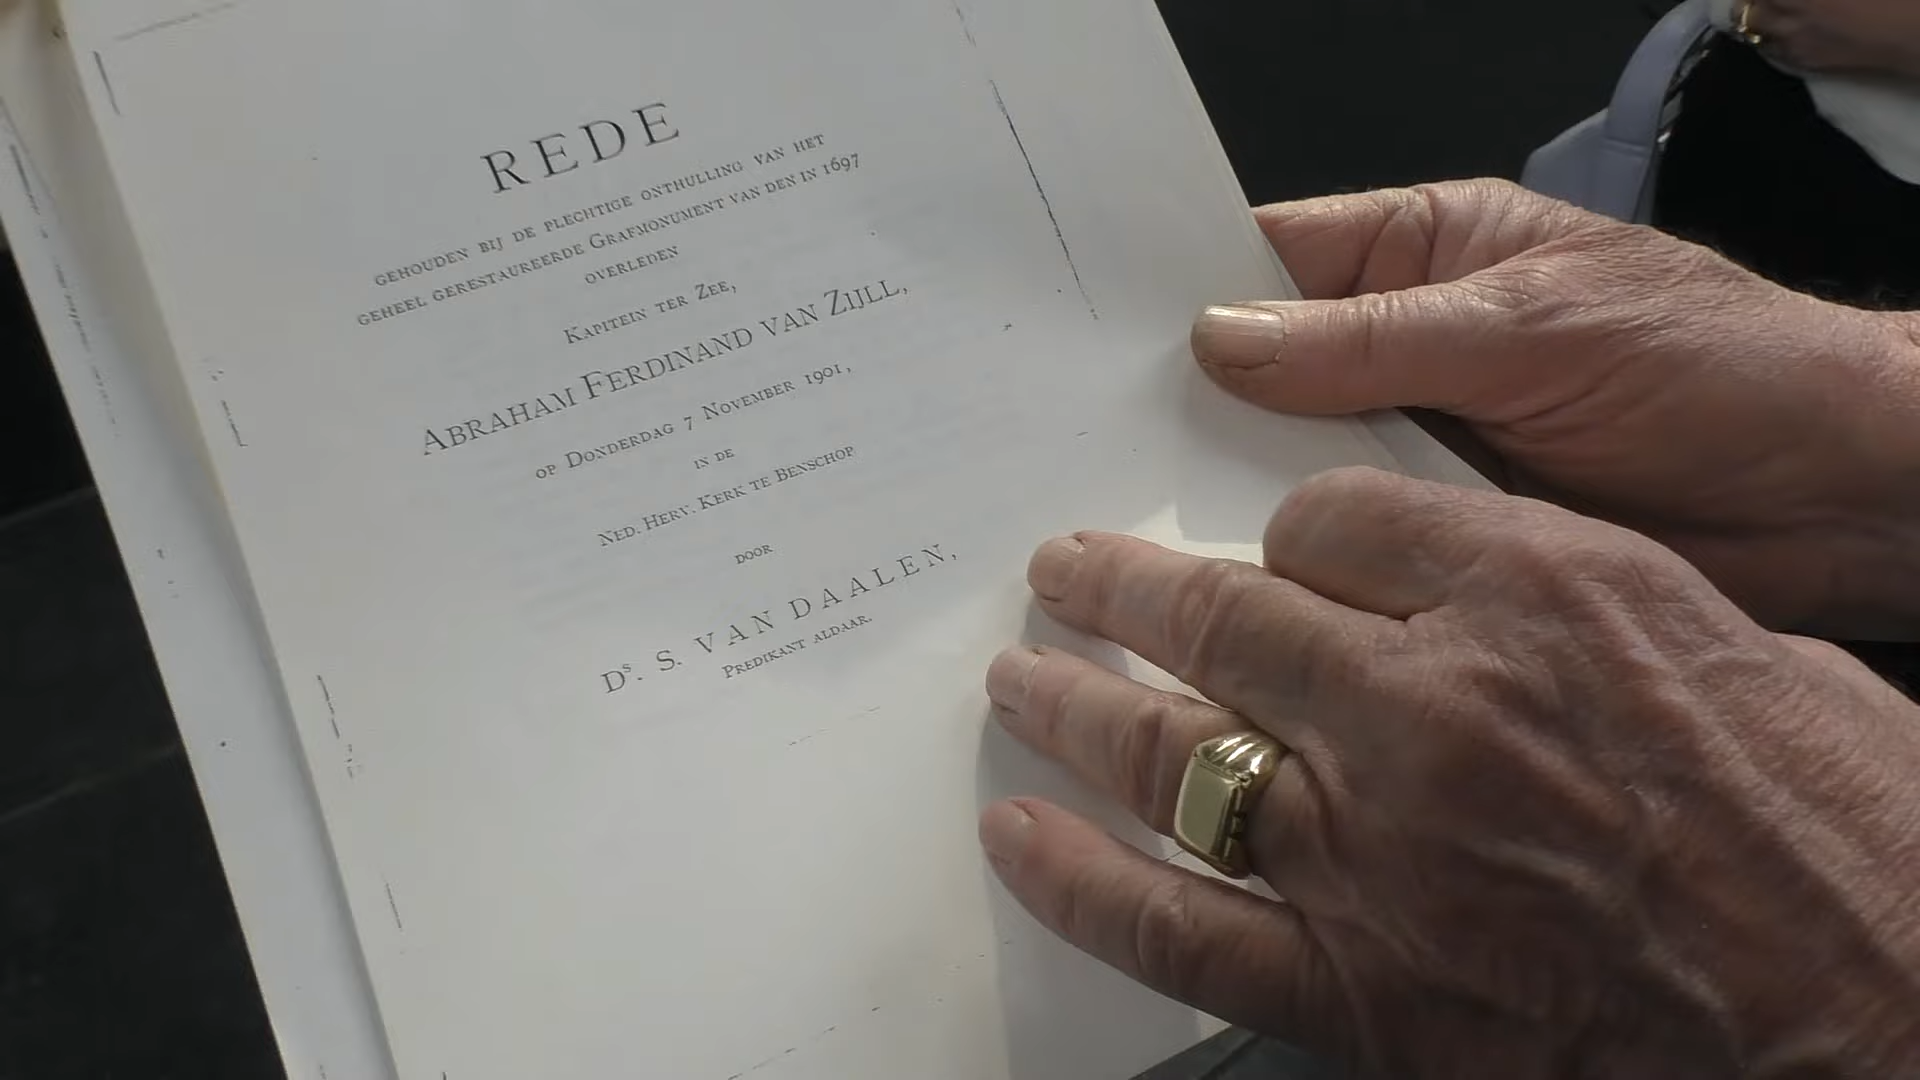 REDE
GEHOUDEN BIJ DE PLECHTIGE ONTHULLING VAN HET
GEHEEL GERESTAUREERDE GRAFMONUMENT VAN DEN IN 1697
OVERLEDEN
KAPITEIN TER ZEE,
ABRAHAM FERDINAND VAN ZIJLL,
OP DONDERDAG 7 NOVEMBER 1901,
IN DE
NED. HERV. KERK TE BENSCHOP
DOOR
Ds. S. VAN DAALEN,
PREDIKANT ALDAAR.